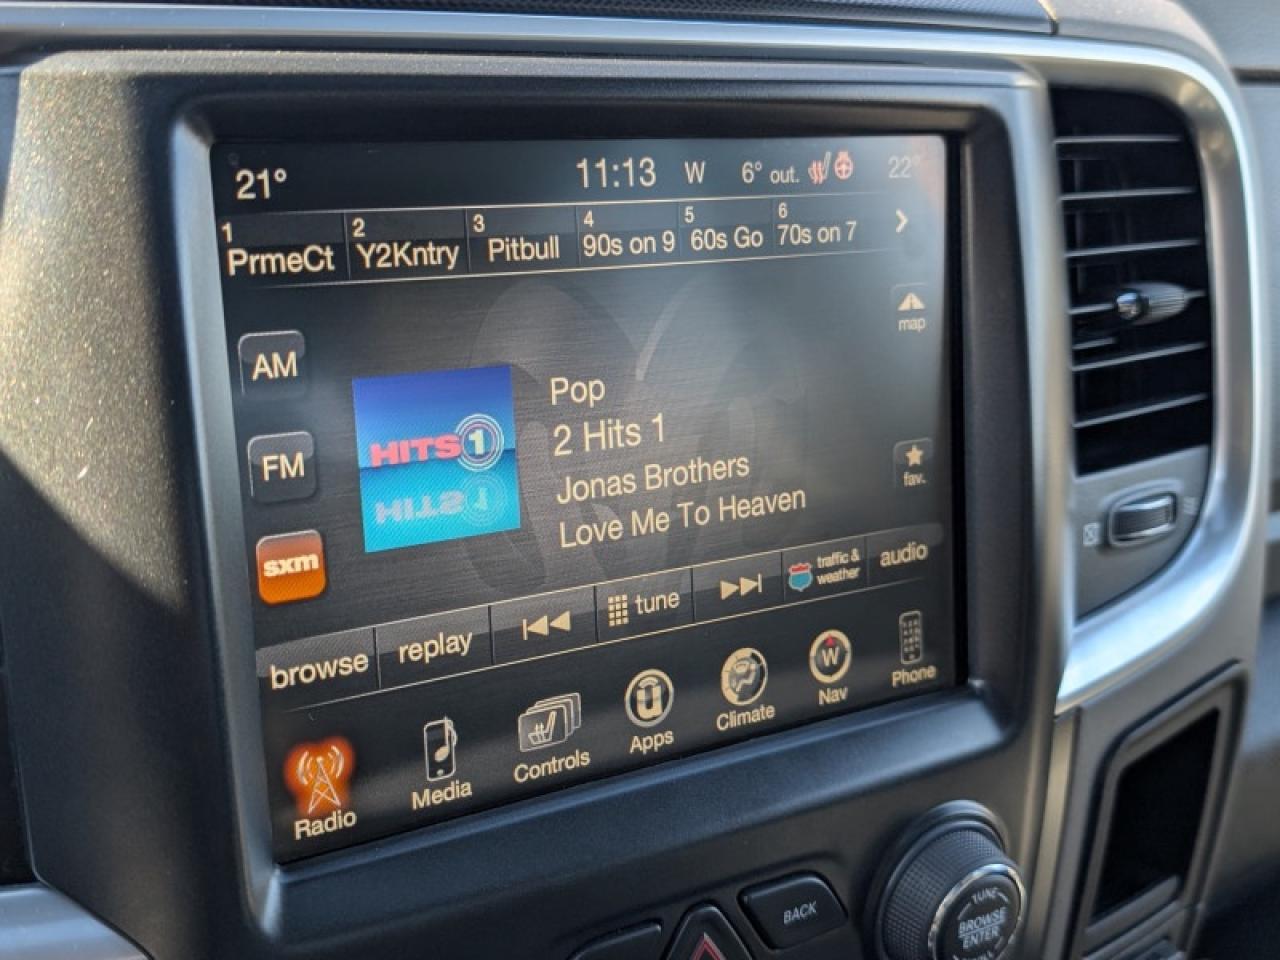 21° 11:13 W 6° out. 22°
1 2 3 4 5 6
PrmeCt Y2Kntry Pitbull 90s on 9 60s Go 70s on 7
map
AM
Pop
HITS 1
2 Hits 1
FM
Jonas Brothers
fav.
Love Me To Heaven
sxm
browse replay tune traffic & weather audio
Radio Media Controls Apps Climate W Nav Phone
BACK
TUNE
BROWSE
ENTER